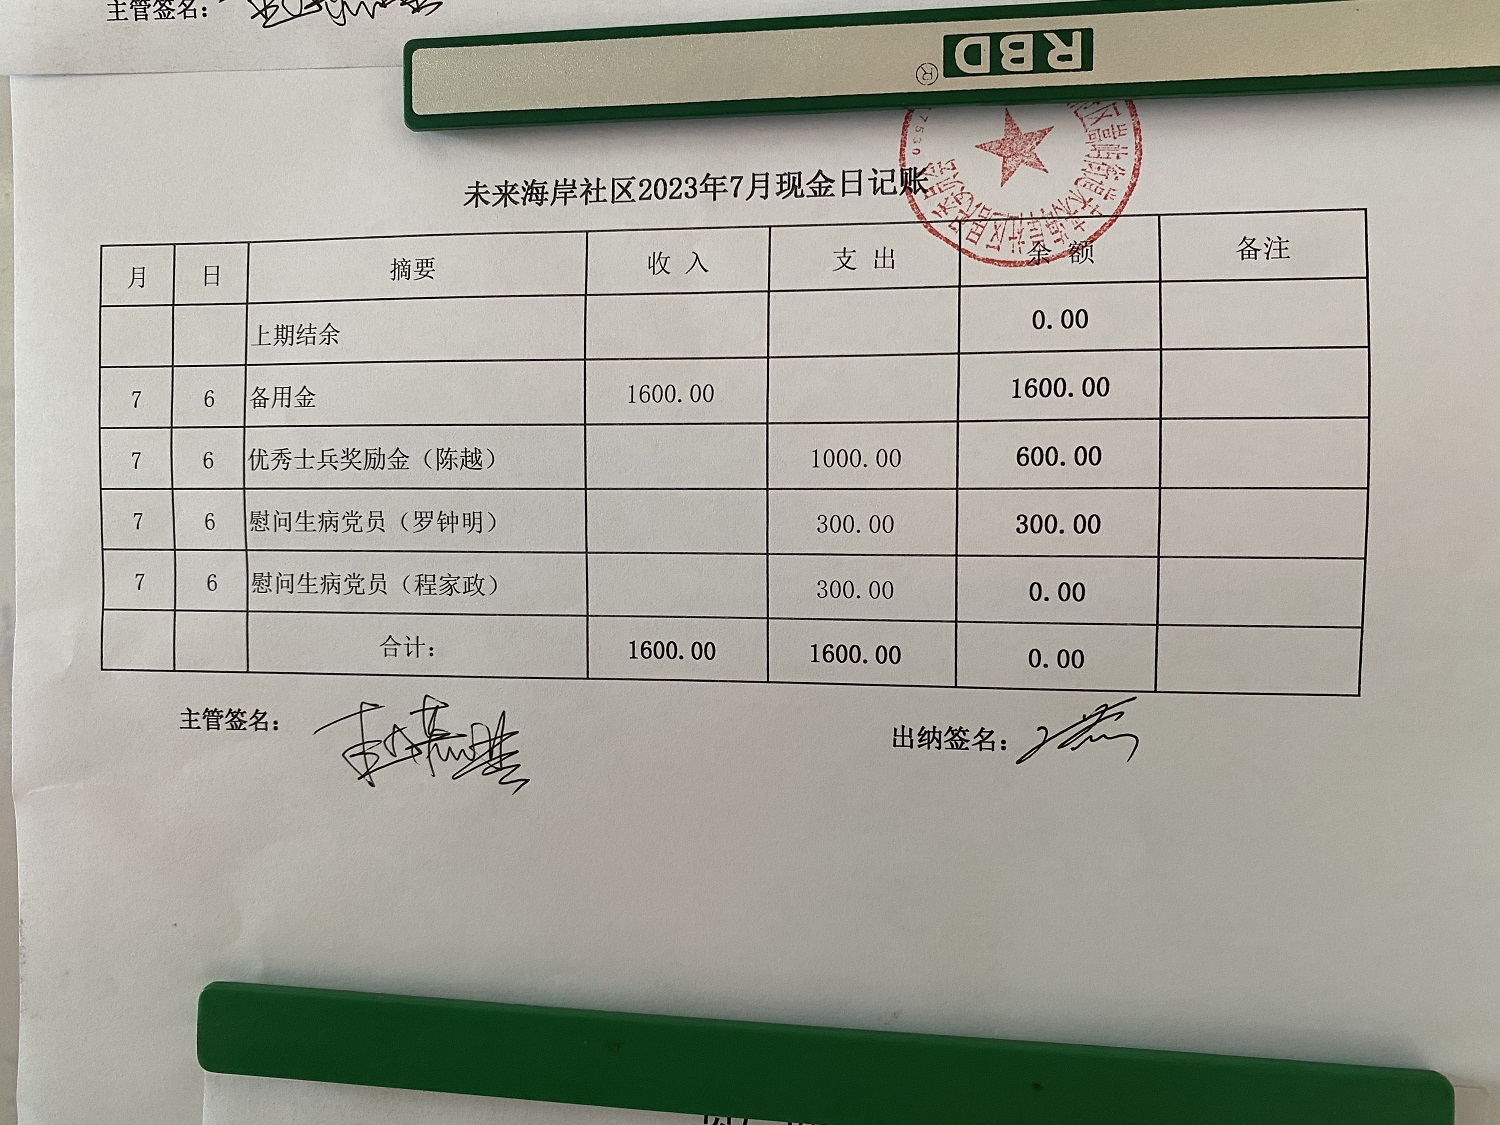 主管签名：
RBD®
未来海岸社区2023年7月现金日记账
月 日 摘要 收 入 支 出 余 额 备注
上期结余 0.00
7 6 备用金 1600.00 1600.00
7 6 优秀士兵奖励金（陈越） 1000.00 600.00
7 6 慰问生病党员（罗钟明） 300.00 300.00
7 6 慰问生病党员（程家政） 300.00 0.00
合计： 1600.00 1600.00 0.00
主管签名：
出纳签名：